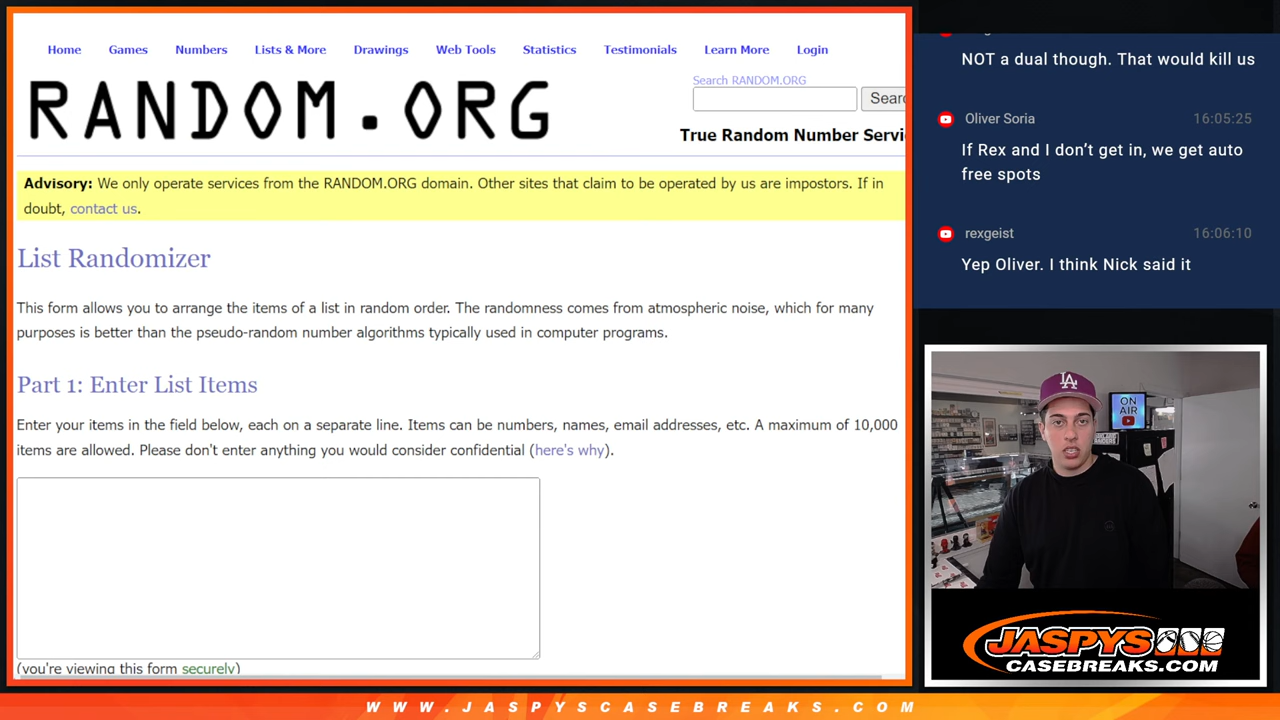 Home Games Numbers Lists & More Drawings Web Tools Statistics Testimonials Learn More Login
RANDOM.ORG
Search RANDOM.ORG
Searc
True Random Number Servi
Advisory: We only operate services from the RANDOM.ORG domain. Other sites that claim to be operated by us are impostors. If in
doubt, contact us.
List Randomizer
This form allows you to arrange the items of a list in random order. The randomness comes from atmospheric noise, which for many
purposes is better than the pseudo-random number algorithms typically used in computer programs.
Part 1: Enter List Items
Enter your items in the field below, each on a separate line. Items can be numbers, names, email addresses, etc. A maximum of 10,000
items are allowed. Please don't enter anything you would consider confidential (here's why).
(you're viewing this form securely)
NOT a dual though. That would kill us
Oliver Soria 16:05:25
If Rex and I don’t get in, we get auto
free spots
rexgeist 16:06:10
Yep Oliver. I think Nick said it
LA
ON
AIR
JASPYS
CASEBREAKS.COM
WWW.JASPYSCASEBREAKS.COM